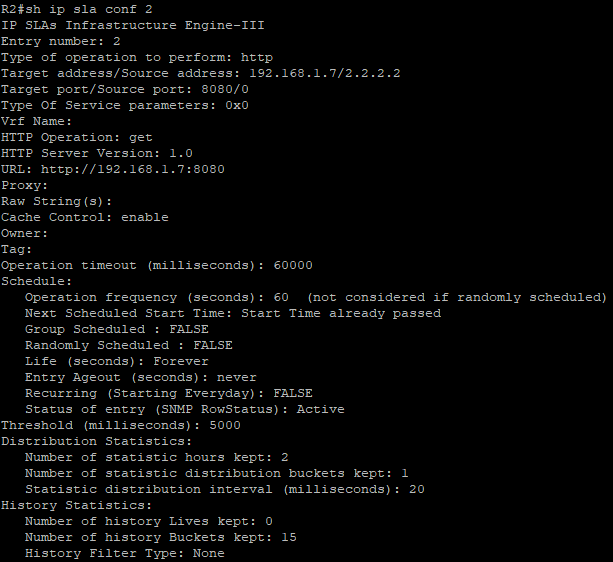 R2#sh ip sla conf 2
IP SLAs Infrastructure Engine-III
Entry number: 2
Type of operation to perform: http
Target address/Source address: 192.168.1.7/2.2.2.2
Target port/Source port: 8080/0
Type Of Service parameters: 0x0
Vrf Name:
HTTP Operation: get
HTTP Server Version: 1.0
URL: http://192.168.1.7:8080
Proxy:
Raw String(s):
Cache Control: enable
Owner:
Tag:
Operation timeout (milliseconds): 60000
Schedule:
   Operation frequency (seconds): 60  (not considered if randomly scheduled)
   Next Scheduled Start Time: Start Time already passed
   Group Scheduled : FALSE
   Randomly Scheduled : FALSE
   Life (seconds): Forever
   Entry Ageout (seconds): never
   Recurring (Starting Everyday): FALSE
   Status of entry (SNMP RowStatus): Active
Threshold (milliseconds): 5000
Distribution Statistics:
   Number of statistic hours kept: 2
   Number of statistic distribution buckets kept: 1
   Statistic distribution interval (milliseconds): 20
History Statistics:
   Number of history Lives kept: 0
   Number of history Buckets kept: 15
   History Filter Type: None